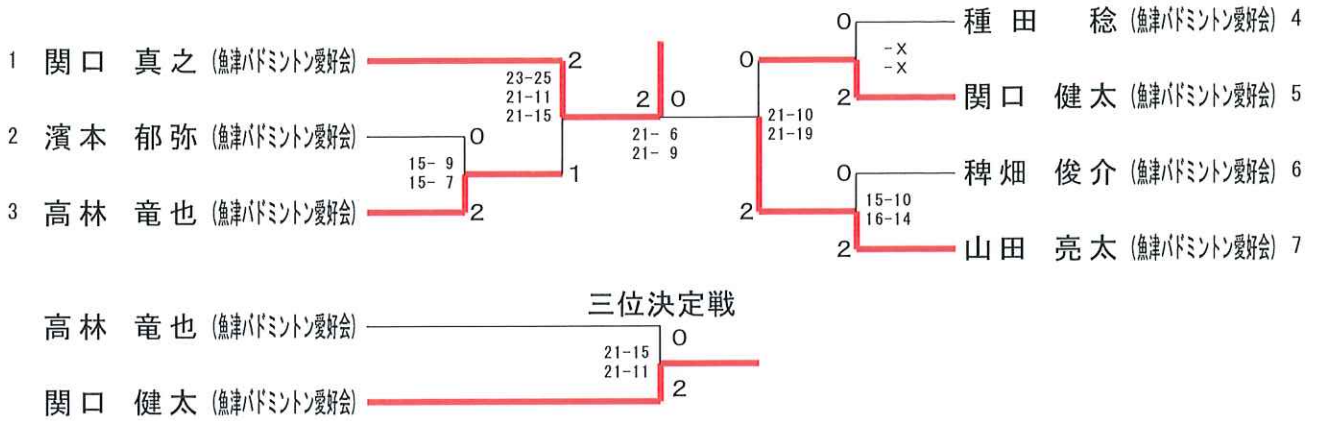 1 関口 真之 (魚津バドミントン愛好会)
2
23-25
21-11
21-15
2 濱本 郁弥 (魚津バドミントン愛好会)
0
15- 9
15- 7
1
3 高林 竜也 (魚津バドミントン愛好会)
2
2 0
21- 6
21- 9
0 種田 稔 (魚津バドミントン愛好会) 4
-X
-X
0
2 関口 健太 (魚津バドミントン愛好会) 5
21-10
21-19
0 稗畑 俊介 (魚津バドミントン愛好会) 6
15-10
16-14
2
2 山田 亮太 (魚津バドミントン愛好会) 7
三位決定戦
高林 竜也 (魚津バドミントン愛好会)
0
21-15
21-11
関口 健太 (魚津バドミントン愛好会)
2